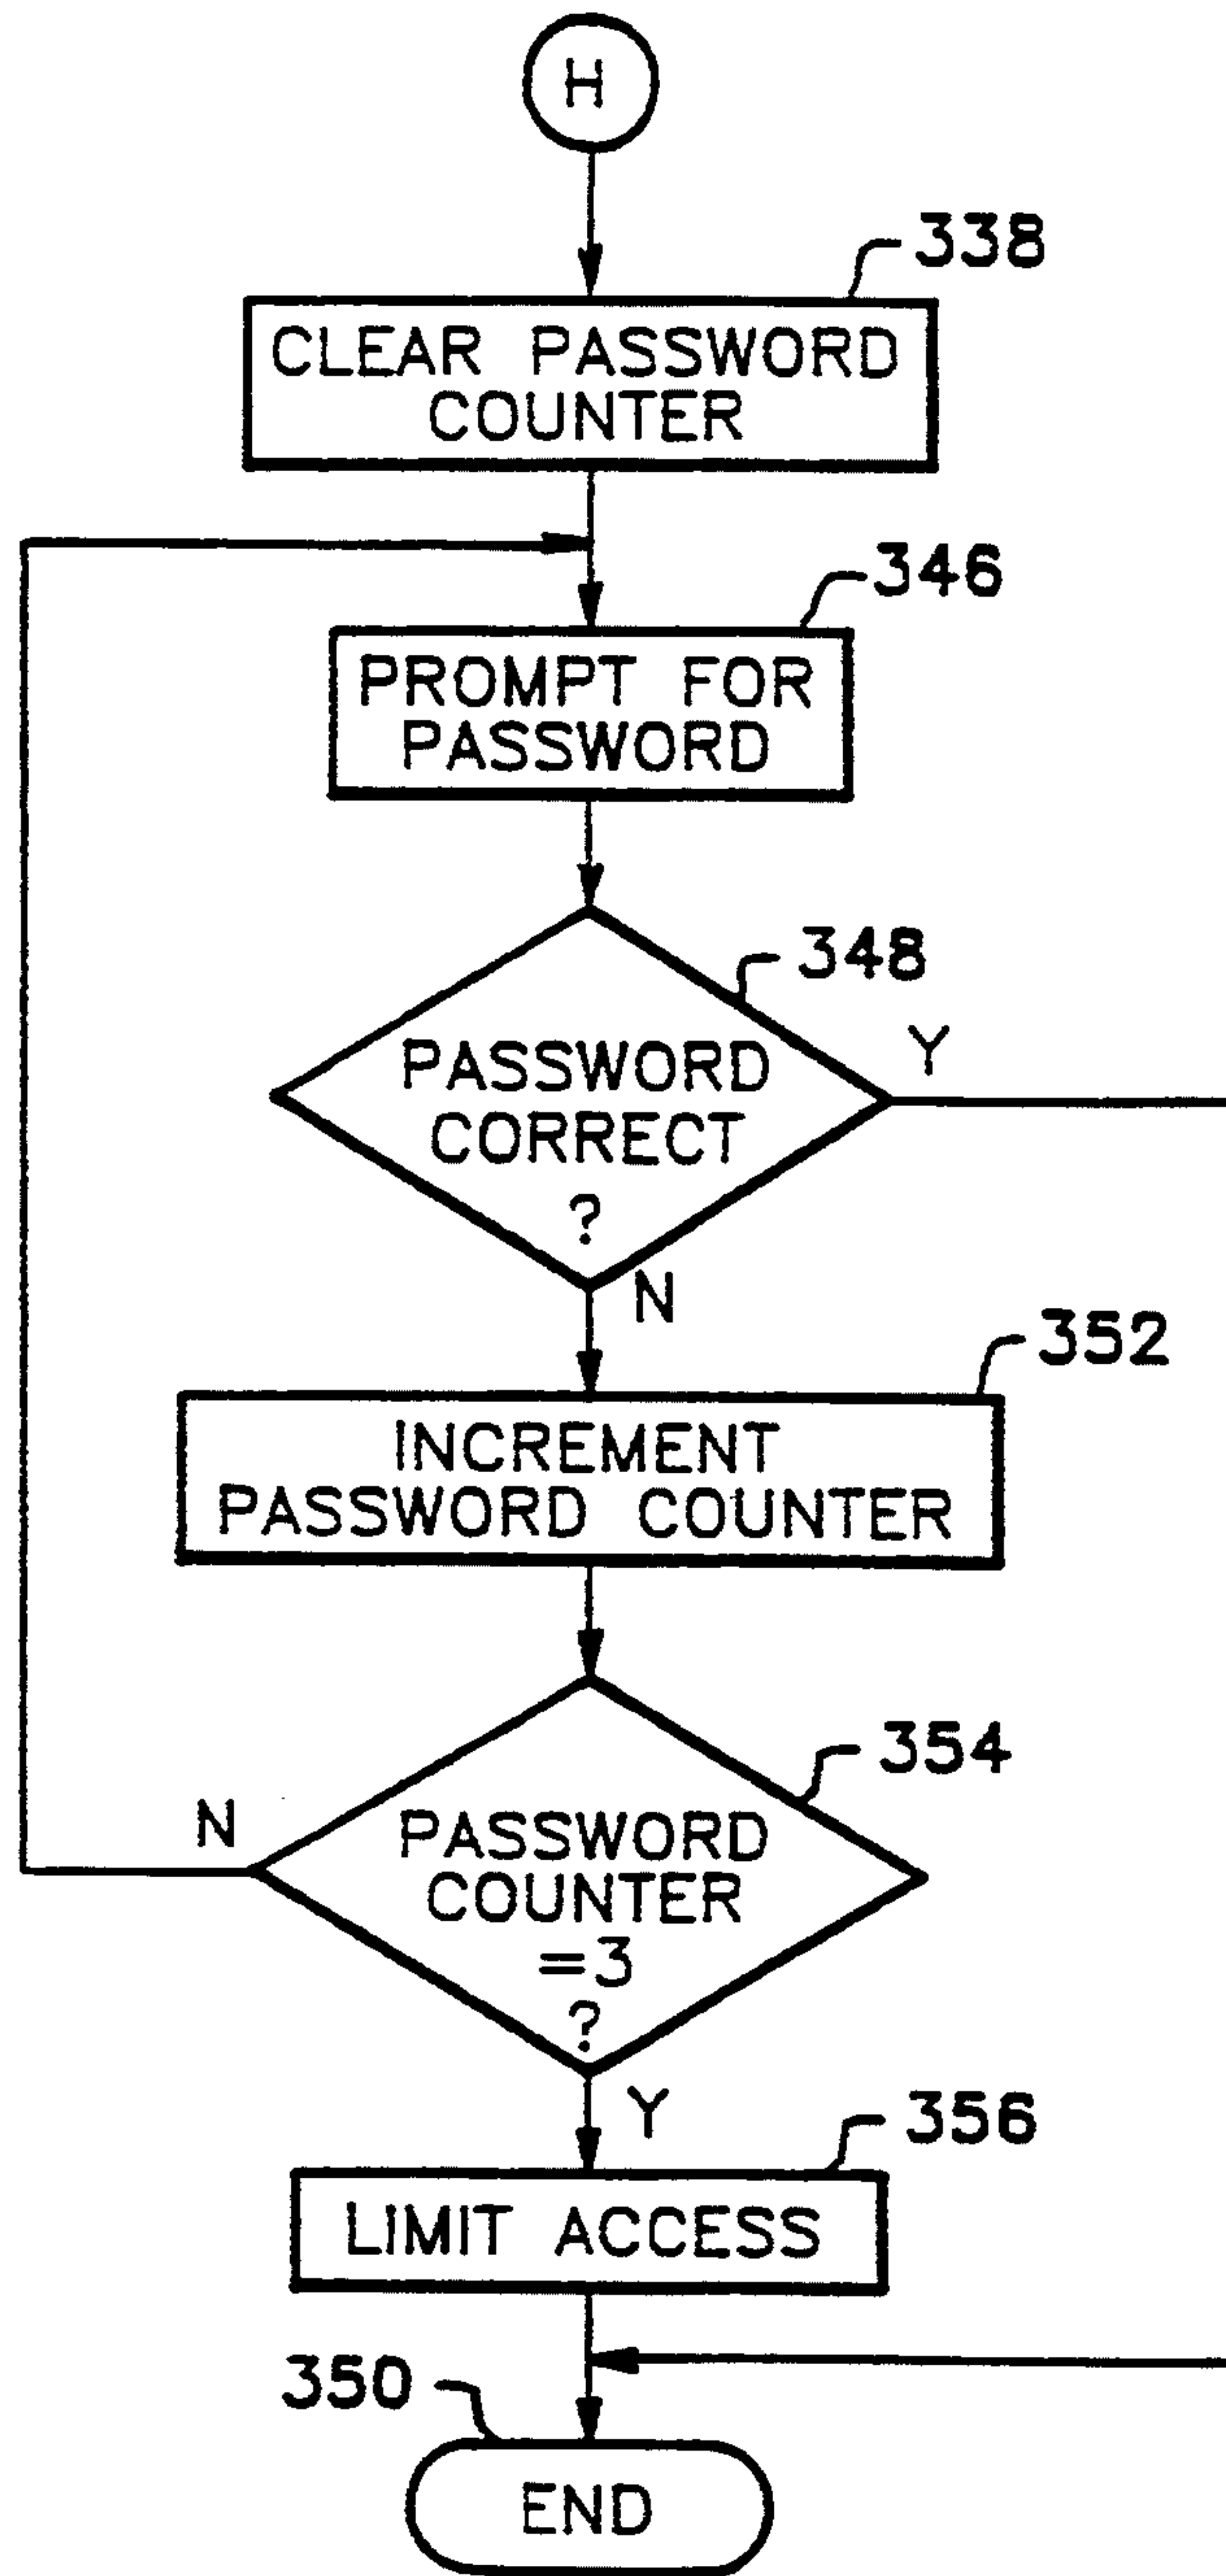 H
338
CLEAR PASSWORD
COUNTER
346
PROMPT FOR
PASSWORD
348
PASSWORD
CORRECT
?
Y
N
352
INCREMENT
PASSWORD COUNTER
354
N
PASSWORD
COUNTER
=3
?
Y
356
LIMIT ACCESS
350
END